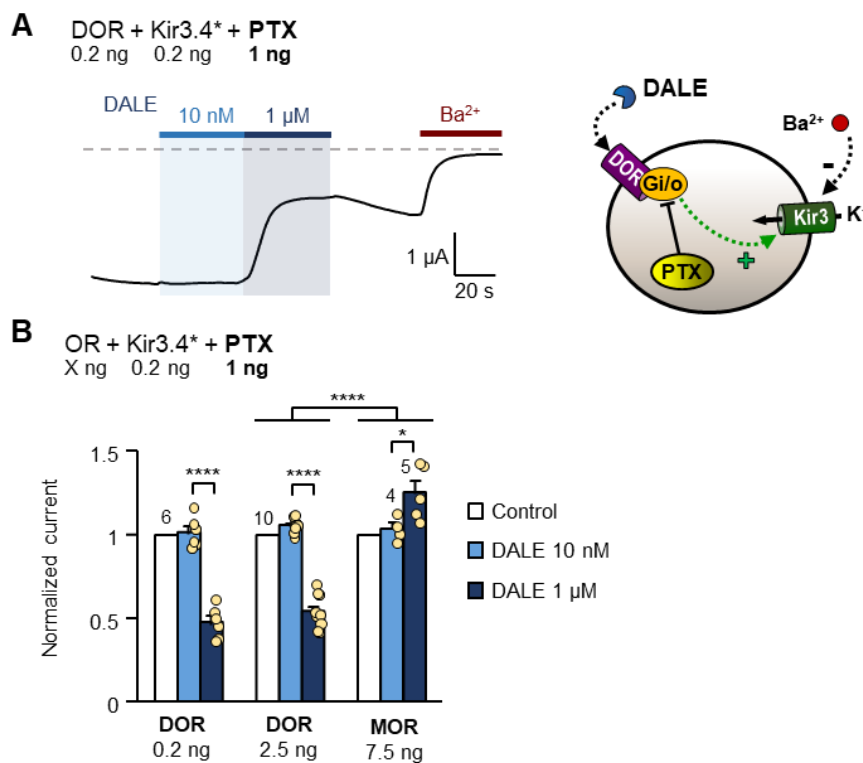 A
DOR + Kir3.4* + PTX
0.2 ng 0.2 ng 1 ng
DALE 10 nM 1 µM Ba²⁺
1 µA
20 s
DALE
Ba²⁺
DOR
Gi/o
-
Kir3
K
PTX
+
B
OR + Kir3.4* + PTX
X ng 0.2 ng 1 ng
****
Normalized current
1.5
1
0.5
0
6 **** 10 **** 4 5 *
Control
DALE 10 nM
DALE 1 µM
DOR DOR MOR
0.2 ng 2.5 ng 7.5 ng